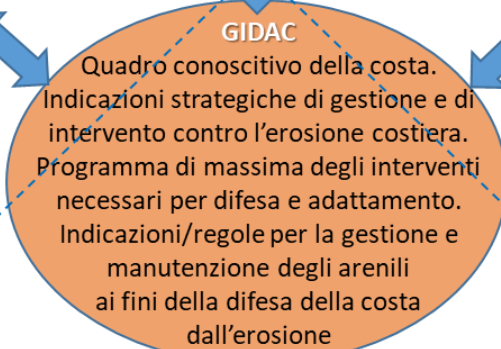 GIDAC
Quadro conoscitivo della costa.
Indicazioni strategiche di gestione e di
intervento contro l'erosione costiera.
Programma di massima degli interventi
necessari per difesa e adattamento.
Indicazioni/regole per la gestione e
manutenzione degli arenili
ai fini della difesa della costa
dall'erosione